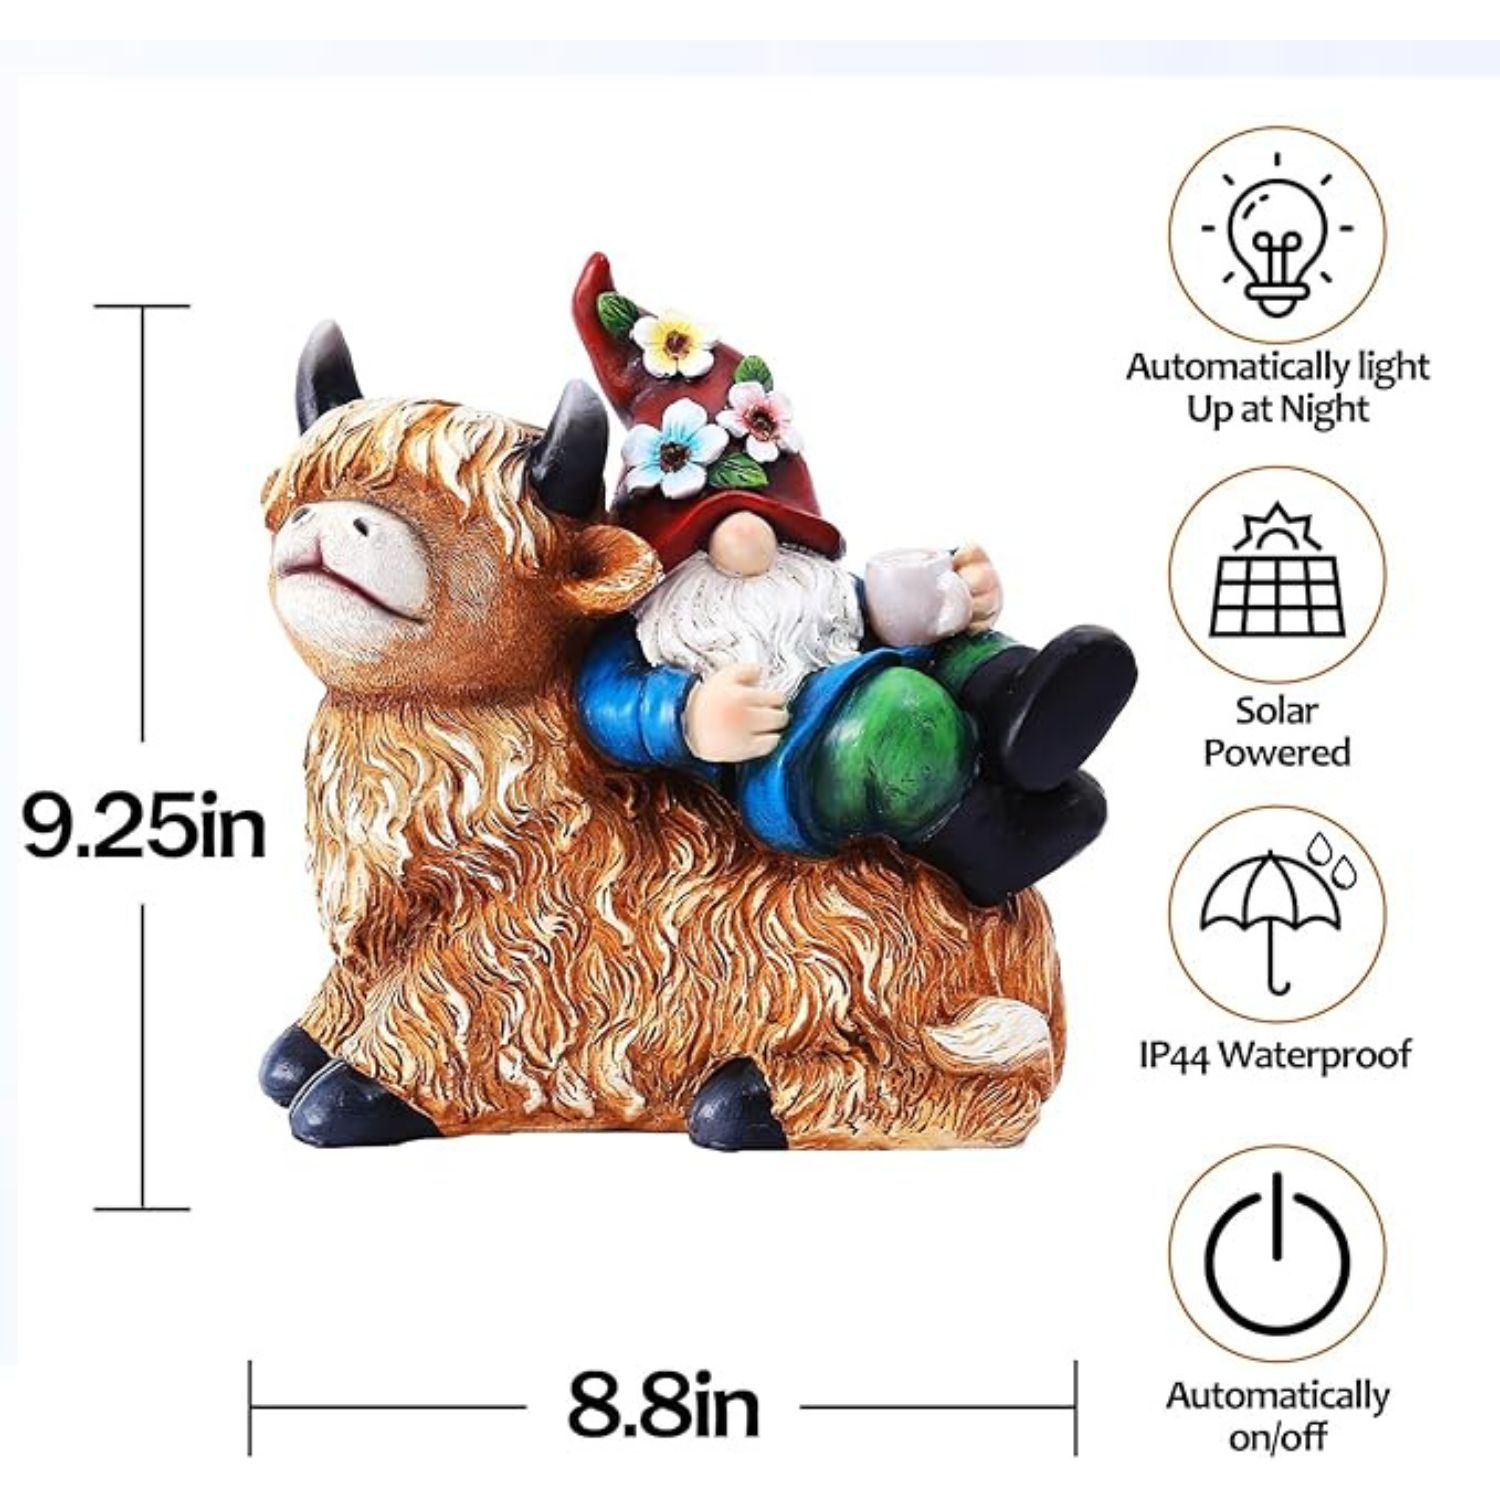 Automatically light
Up at Night
Solar
Powered
9.25in
IP44 Waterproof
Automatically
on/off
8.8in